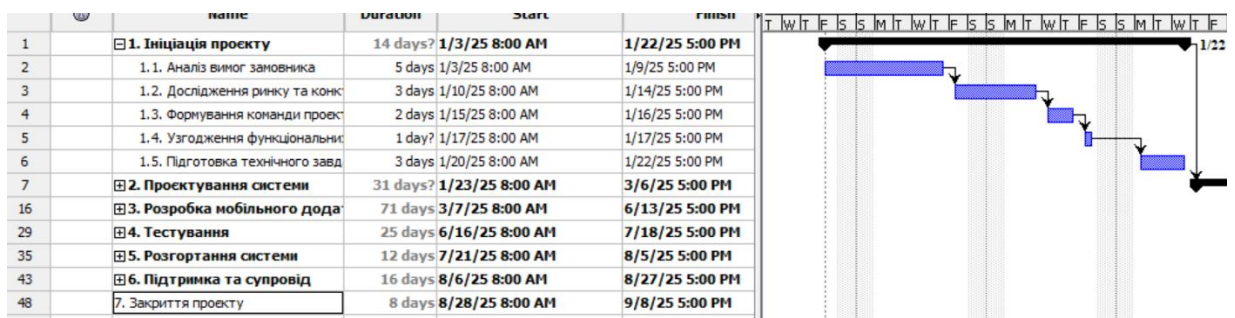 Name Duration Start Finish T W T F S S M T W T F S S M T W T F S S M T W T F
1 1. Ініціація проєкту 14 days? 1/3/25 8:00 AM 1/22/25 5:00 PM 1/22
2 1.1. Аналіз вимог замовника 5 days 1/3/25 8:00 AM 1/9/25 5:00 PM
3 1.2. Дослідження ринку та конк 3 days 1/10/25 8:00 AM 1/14/25 5:00 PM
4 1.3. Формування команди проєкт 2 days 1/15/25 8:00 AM 1/16/25 5:00 PM
5 1.4. Узгодження функціональни 1 day? 1/17/25 8:00 AM 1/17/25 5:00 PM
6 1.5. Підготовка технічного завд 3 days 1/20/25 8:00 AM 1/22/25 5:00 PM
7 2. Проєктування системи 31 days? 1/23/25 8:00 AM 3/6/25 5:00 PM
16 3. Розробка мобільного дода 71 days 3/7/25 8:00 AM 6/13/25 5:00 PM
29 4. Тестування 25 days 6/16/25 8:00 AM 7/18/25 5:00 PM
35 5. Розгортання системи 12 days 7/21/25 8:00 AM 8/5/25 5:00 PM
43 6. Підтримка та супровід 16 days 8/6/25 8:00 AM 8/27/25 5:00 PM
48 7. Закриття проєкту 8 days 8/28/25 8:00 AM 9/8/25 5:00 PM